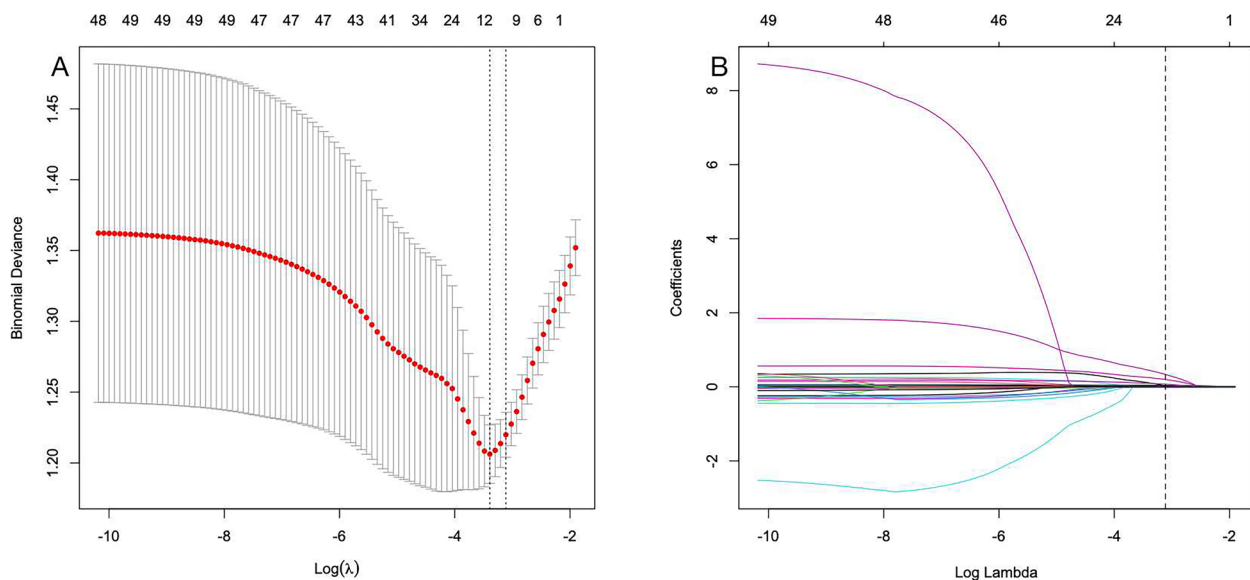 48 49 49 49 49 47 47 47 43 41 34 24 12 9 6 1
A
Binomial Deviance
1.45
1.40
1.35
1.30
1.25
1.20
-10 -8 -6 -4 -2
Log(λ)
49 48 46 24 1
B
Coefficients
8
6
4
2
0
-2
-10 -8 -6 -4 -2
Log Lambda